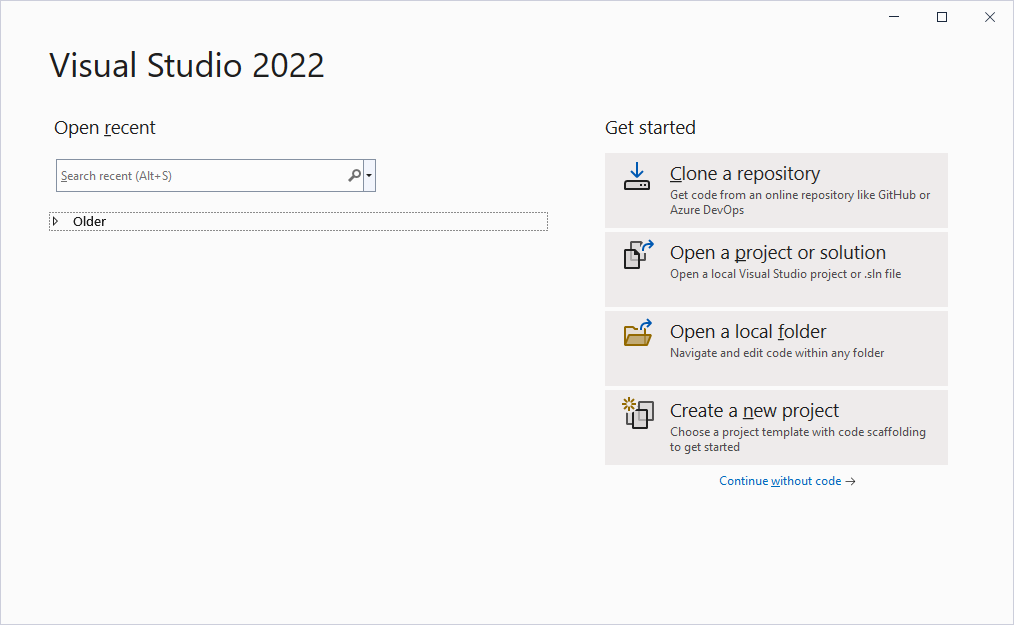 Visual Studio 2022
Open recent
Search recent (Alt+S)
Older
Get started
Clone a repository
Get code from an online repository like GitHub or
Azure DevOps
Open a project or solution
Open a local Visual Studio project or .sln file
Open a local folder
Navigate and edit code within any folder
Create a new project
Choose a project template with code scaffolding
to get started
Continue without code →